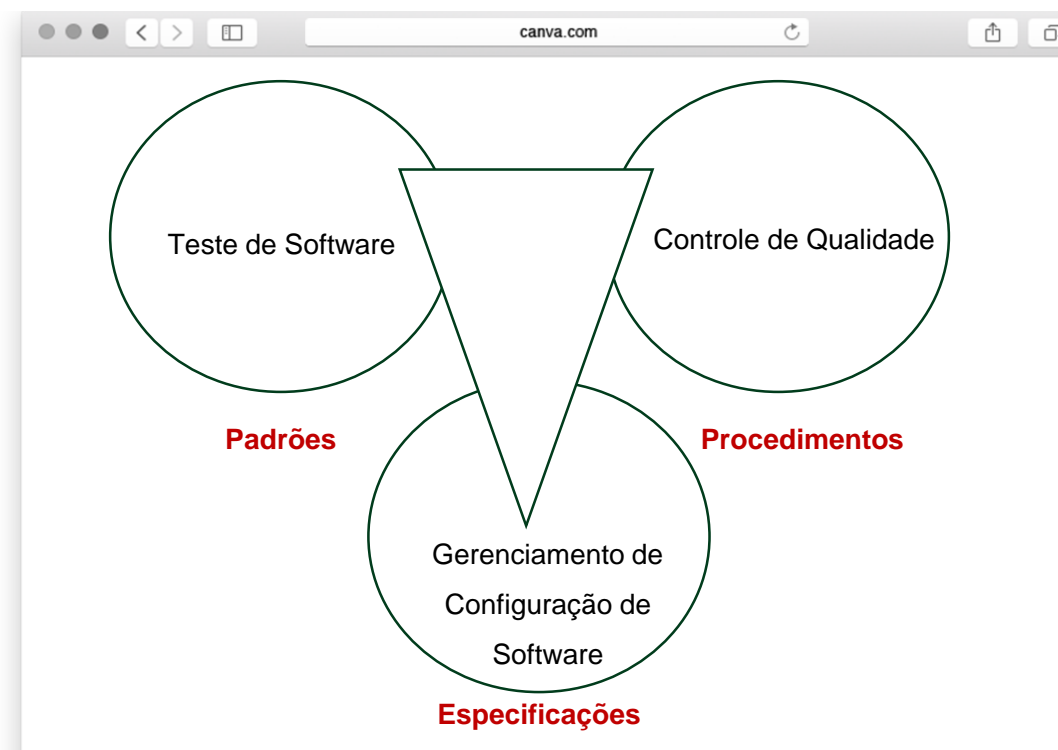 canva.com
Teste de Software
Controle de Qualidade
Padrões
Procedimentos
Gerenciamento de
Configuração de
Software
Especificações